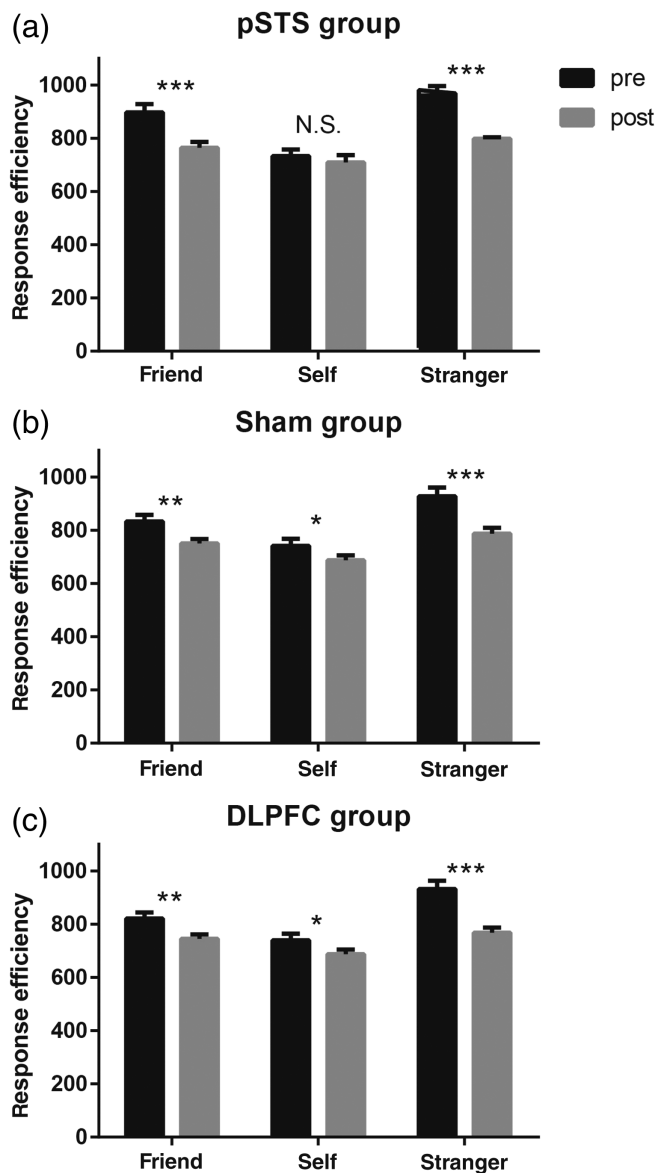 (a) pSTS group
pre
post
Response efficiency
1000
800
600
400
200
0
***
N.S.
***
Friend Self Stranger
(b) Sham group
Response efficiency
1000
800
600
400
200
0
**
*
***
Friend Self Stranger
(c) DLPFC group
Response efficiency
1000
800
600
400
200
0
**
*
***
Friend Self Stranger